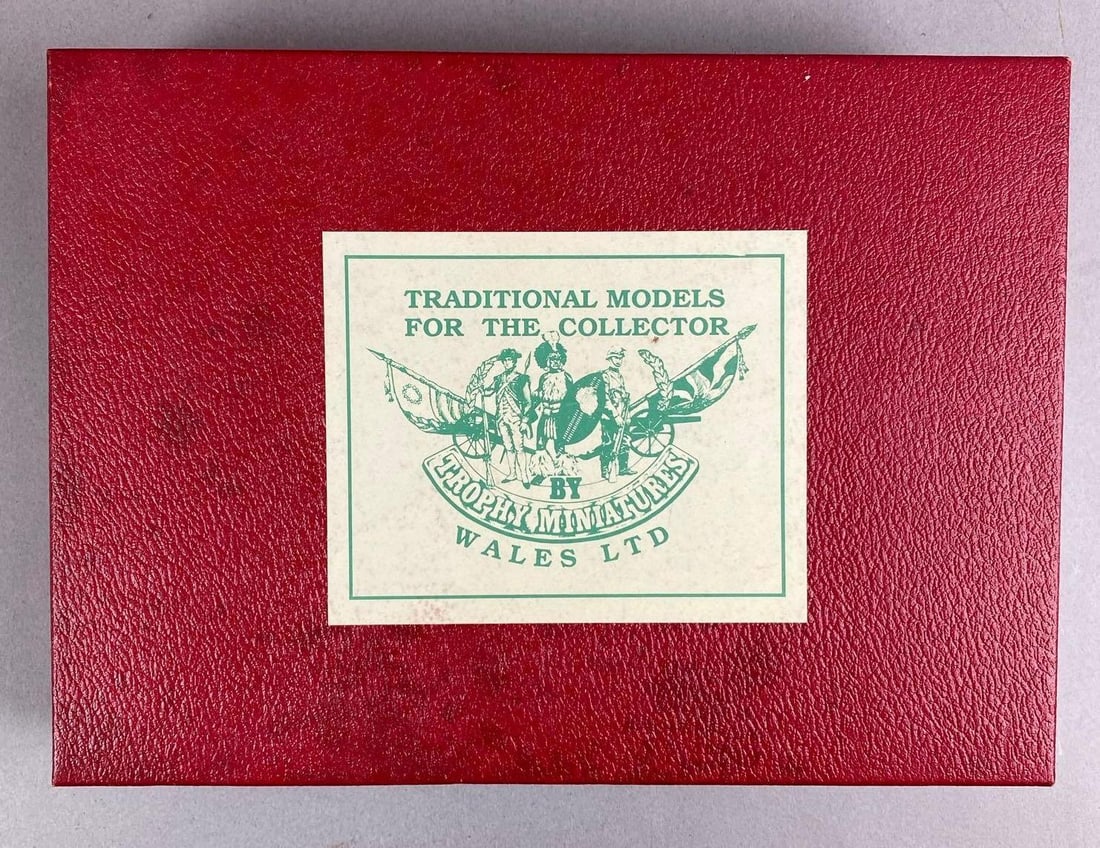 TRADITIONAL MODELS
FOR THE COLLECTOR
BY
TROPHY MINIATURES
WALES LTD